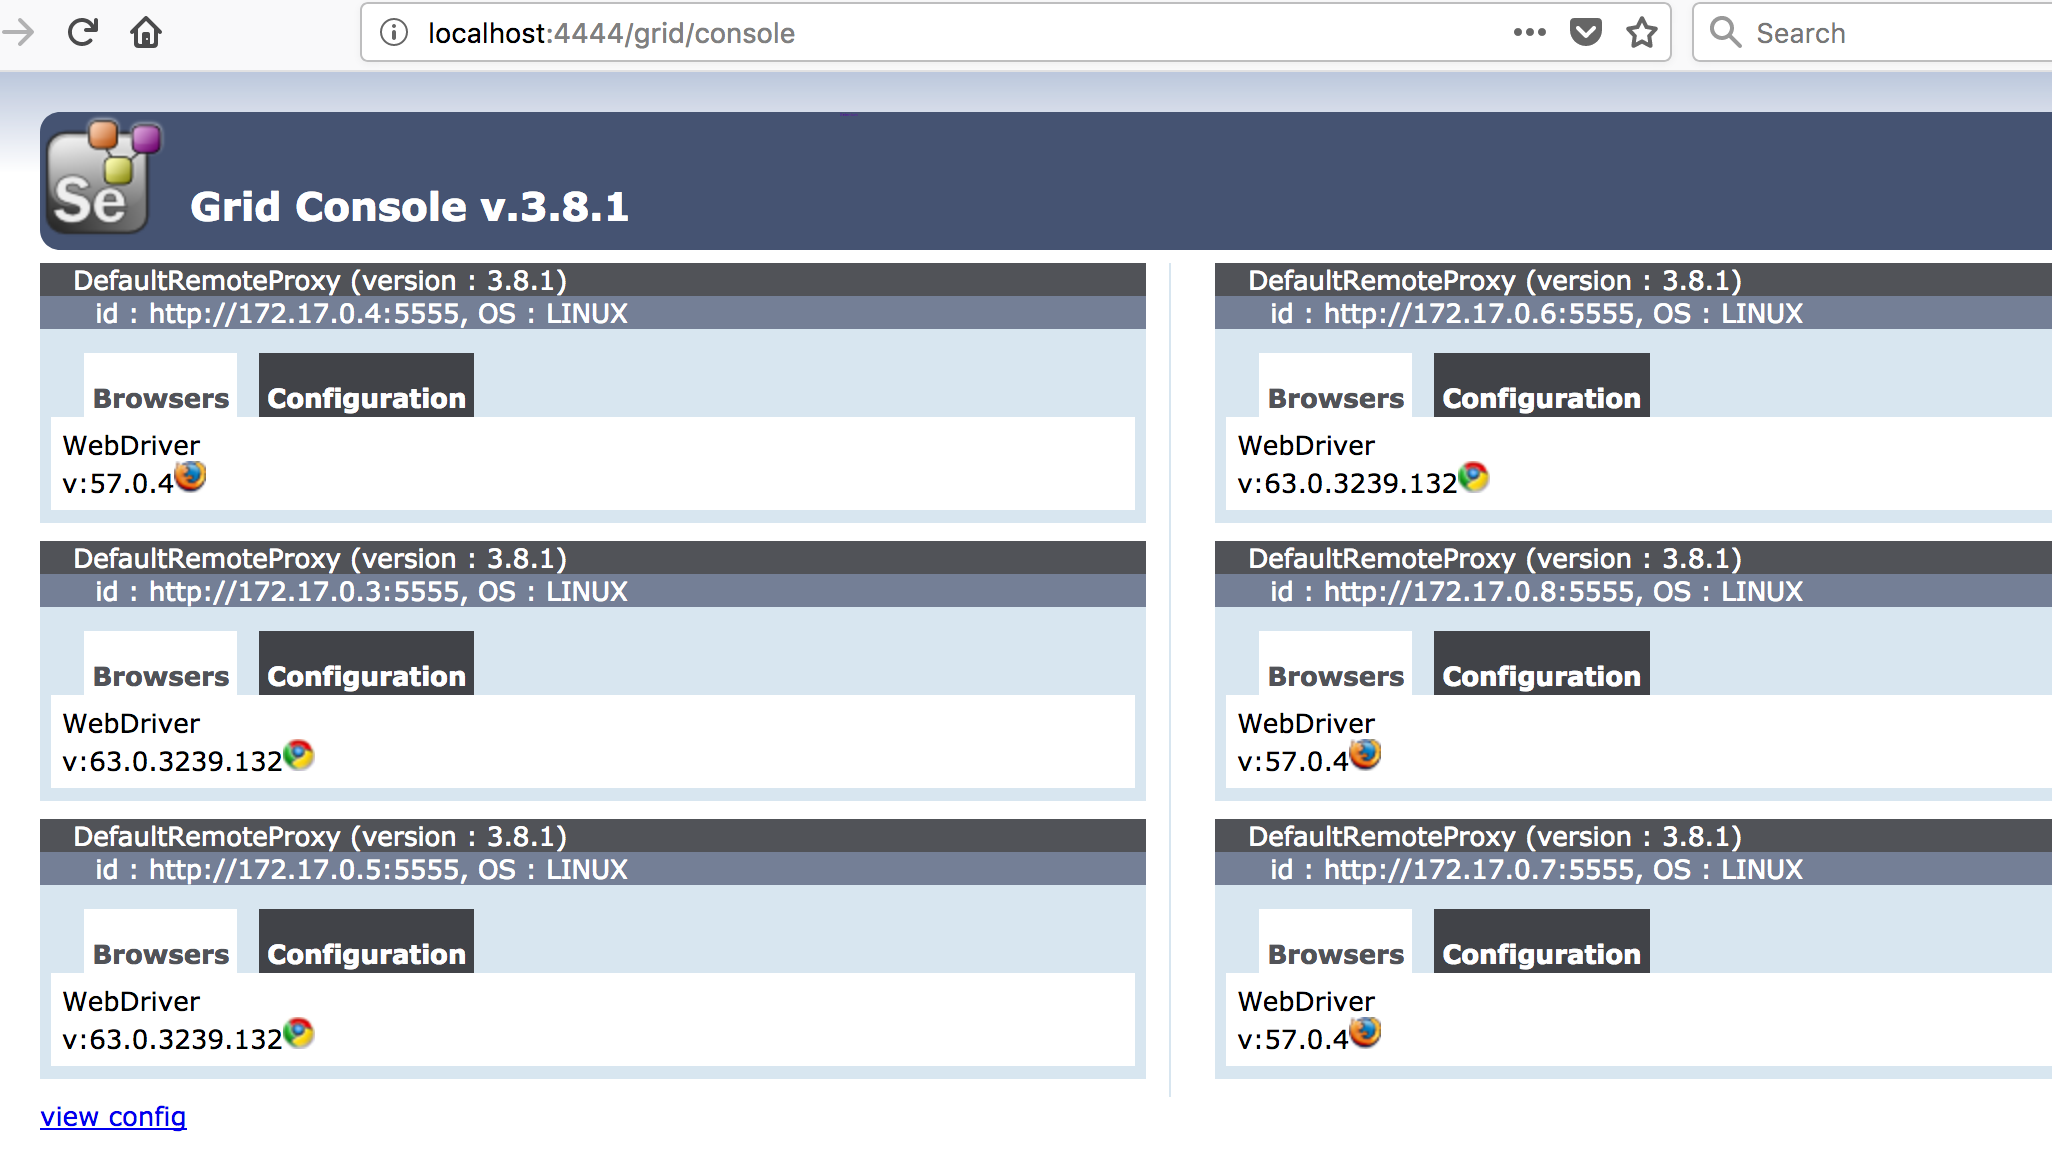 localhost:4444/grid/console
Search
Se
Grid Console v.3.8.1
DefaultRemoteProxy (version : 3.8.1)
id : http://172.17.0.4:5555, OS : LINUX
Browsers Configuration
WebDriver
v:57.0.4
DefaultRemoteProxy (version : 3.8.1)
id : http://172.17.0.3:5555, OS : LINUX
Browsers Configuration
WebDriver
v:63.0.3239.132
DefaultRemoteProxy (version : 3.8.1)
id : http://172.17.0.5:5555, OS : LINUX
Browsers Configuration
WebDriver
v:63.0.3239.132
view config
DefaultRemoteProxy (version : 3.8.1)
id : http://172.17.0.6:5555, OS : LINUX
Browsers Configuration
WebDriver
v:63.0.3239.132
DefaultRemoteProxy (version : 3.8.1)
id : http://172.17.0.8:5555, OS : LINUX
Browsers Configuration
WebDriver
v:57.0.4
DefaultRemoteProxy (version : 3.8.1)
id : http://172.17.0.7:5555, OS : LINUX
Browsers Configuration
WebDriver
v:57.0.4